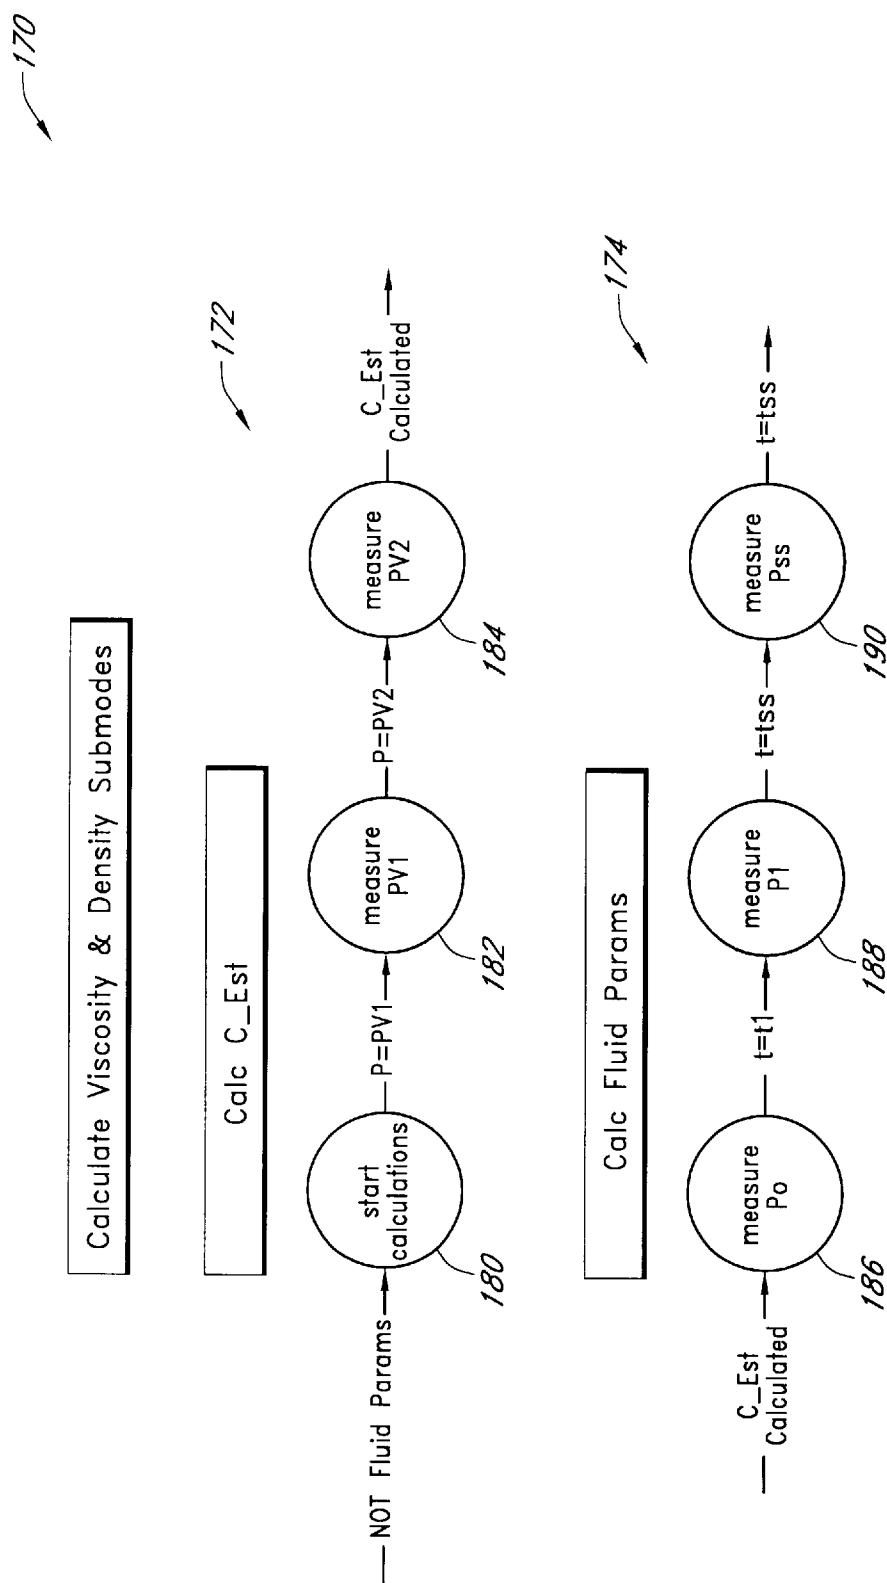 170
Calculate Viscosity & Density Submodes
172
Calc C_Est
NOT Fluid Params
start
calculations
180
P=PV1
measure
PV1
182
P=PV2
measure
PV2
184
C_Est
Calculated
174
Calc Fluid Params
C_Est
Calculated
measure
Po
186
t=t1
measure
P1
188
t=tss
measure
Pss
190
t=tss